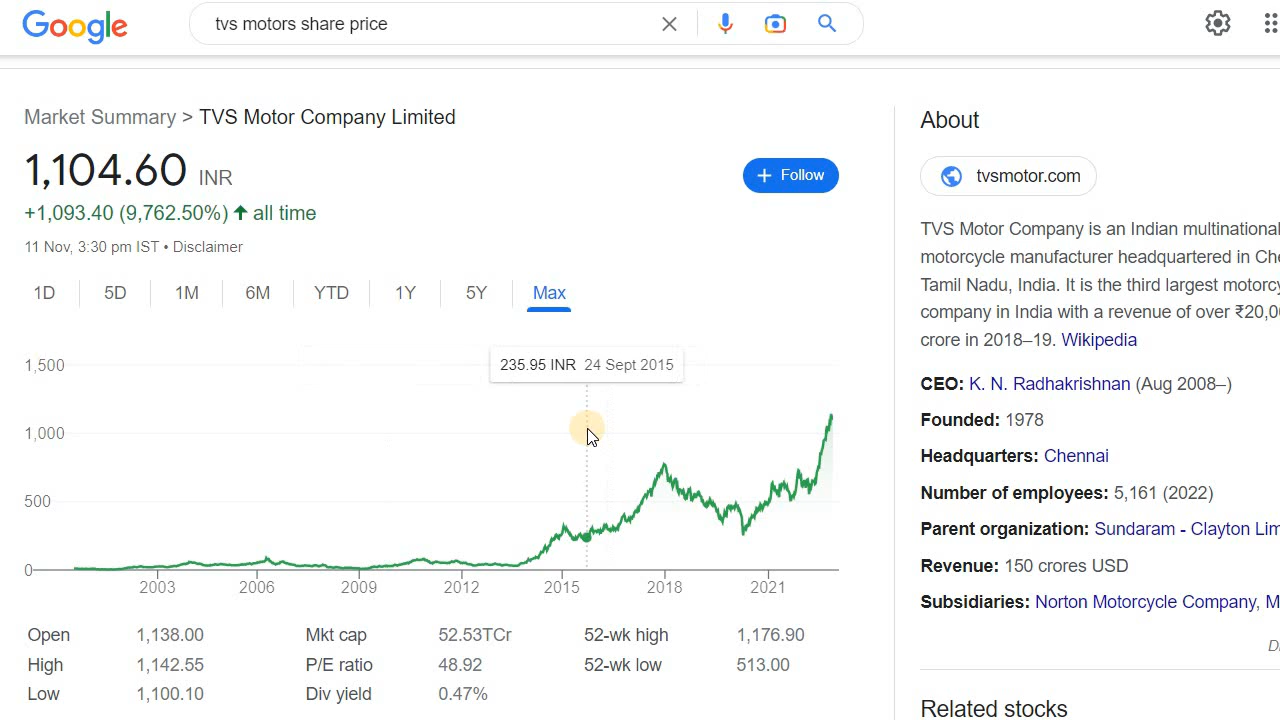 Google
tvs motors share price
Market Summary > TVS Motor Company Limited
1,104.60 INR
+ Follow
+1,093.40 (9,762.50%) ↑ all time
11 Nov, 3:30 pm IST • Disclaimer
1D 5D 1M 6M YTD 1Y 5Y Max
235.95 INR 24 Sept 2015
1,500
1,000
500
0
2003 2006 2009 2012 2015 2018 2021
Open 1,138.00 Mkt cap 52.53TCr 52-wk high 1,176.90
High 1,142.55 P/E ratio 48.92 52-wk low 513.00
Low 1,100.10 Div yield 0.47%
About
tvsmotor.com
TVS Motor Company is an Indian multinational
motorcycle manufacturer headquartered in Che
Tamil Nadu, India. It is the third largest motorcy
company in India with a revenue of over ₹20,00
crore in 2018–19. Wikipedia
CEO: K. N. Radhakrishnan (Aug 2008–)
Founded: 1978
Headquarters: Chennai
Number of employees: 5,161 (2022)
Parent organization: Sundaram - Clayton Lim
Revenue: 150 crores USD
Subsidiaries: Norton Motorcycle Company, M
Related stocks